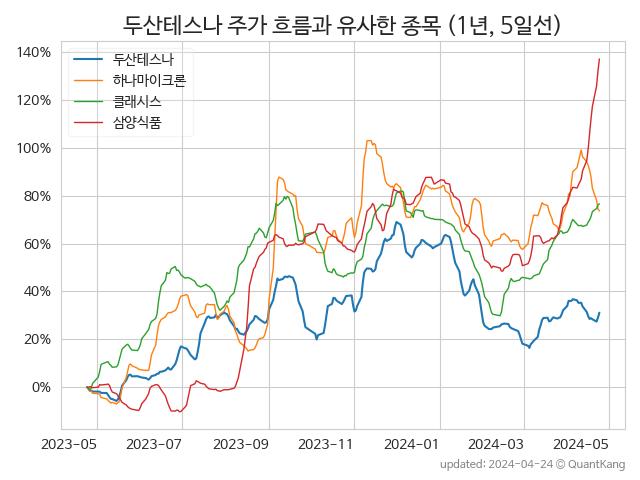 두산테스나 주가 흐름과 유사한 종목 (1년, 5일선)
140%
120%
100%
80%
60%
40%
20%
0%
두산테스나
하나마이크론
클래시스
삼양식품
2023-05
2023-07
2023-09
2023-11
2024-01
2024-03
2024-05
updated: 2024-04-24 © QuantKang